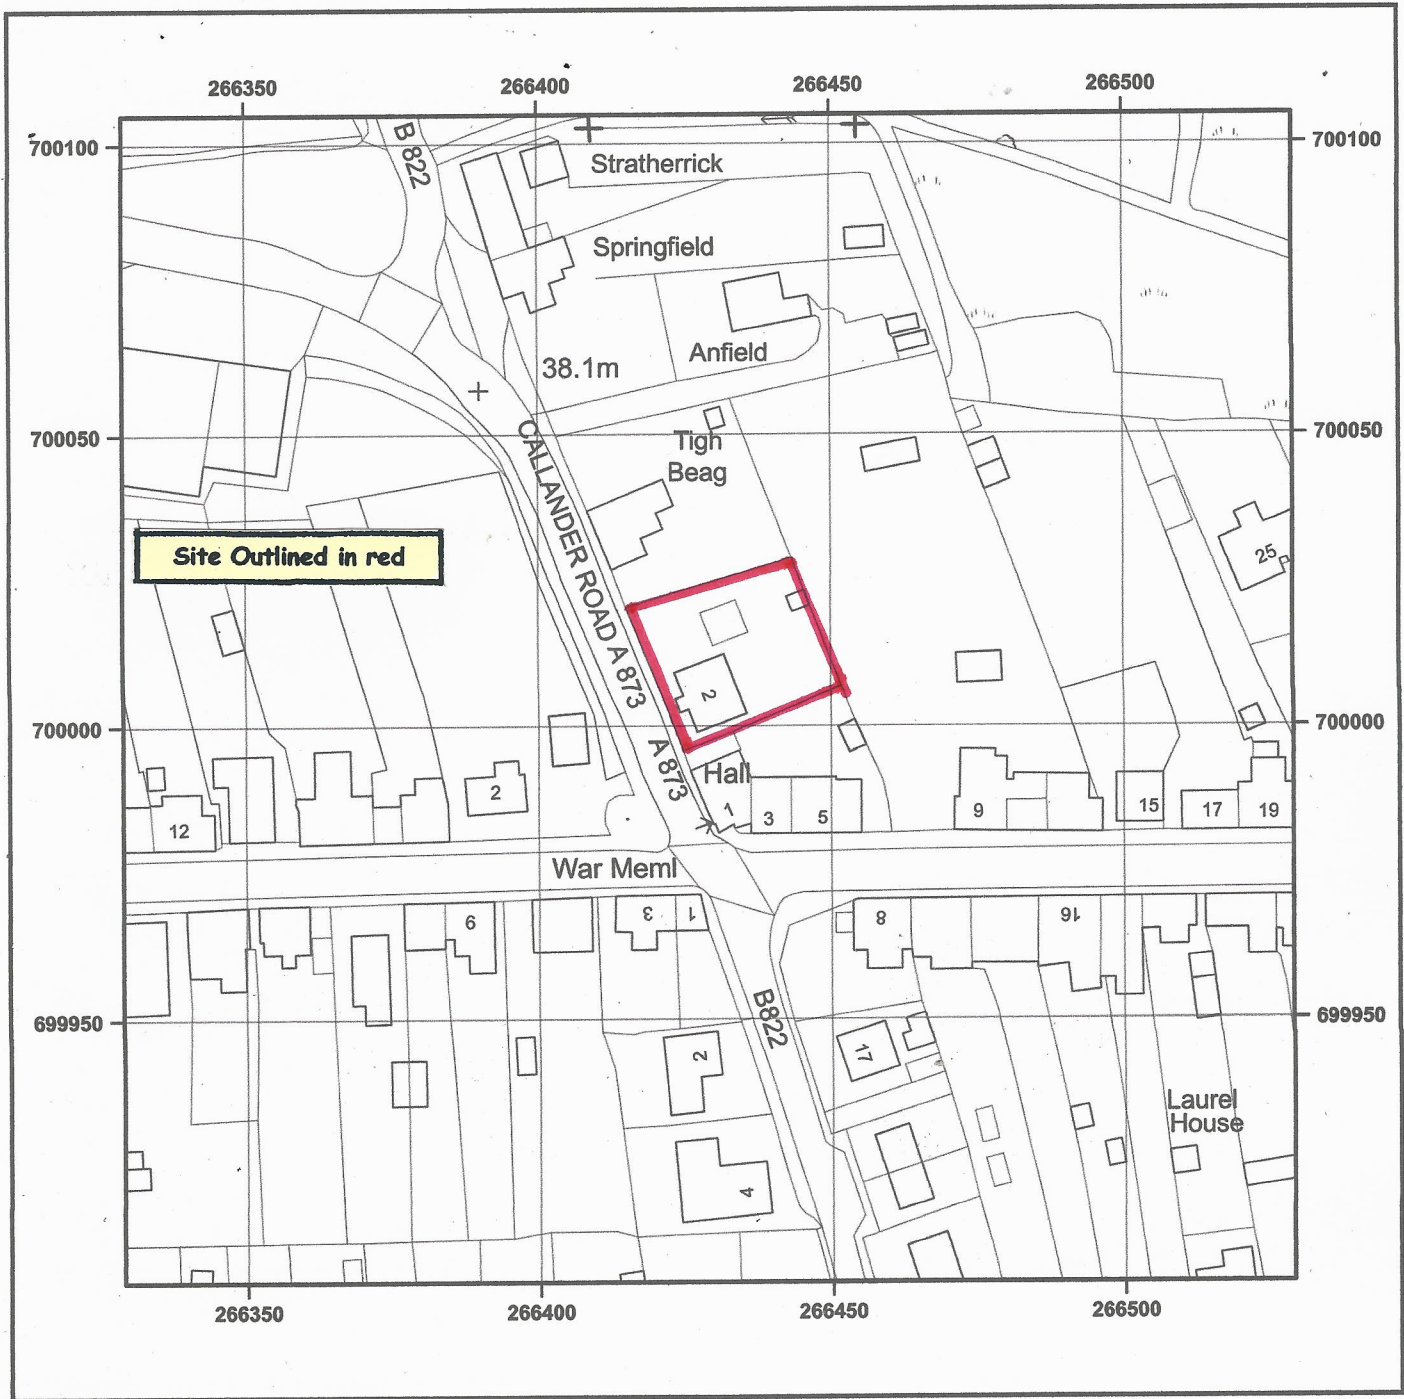 266350 266400 266450 266500
700100 B 822 Stratherrick 700100
Springfield
Anfield
38.1m
700050 700050
Tigh
Beag
CALLANDER ROAD A 873
Site Outlined in red
25
2
700000 700000
A 873
Hall
2 1 3 5 9 15 17 19
12
War Meml
9 3 1 8 16
699950 B822 699950
2 17
Laurel
House
4
266350 266400 266450 266500